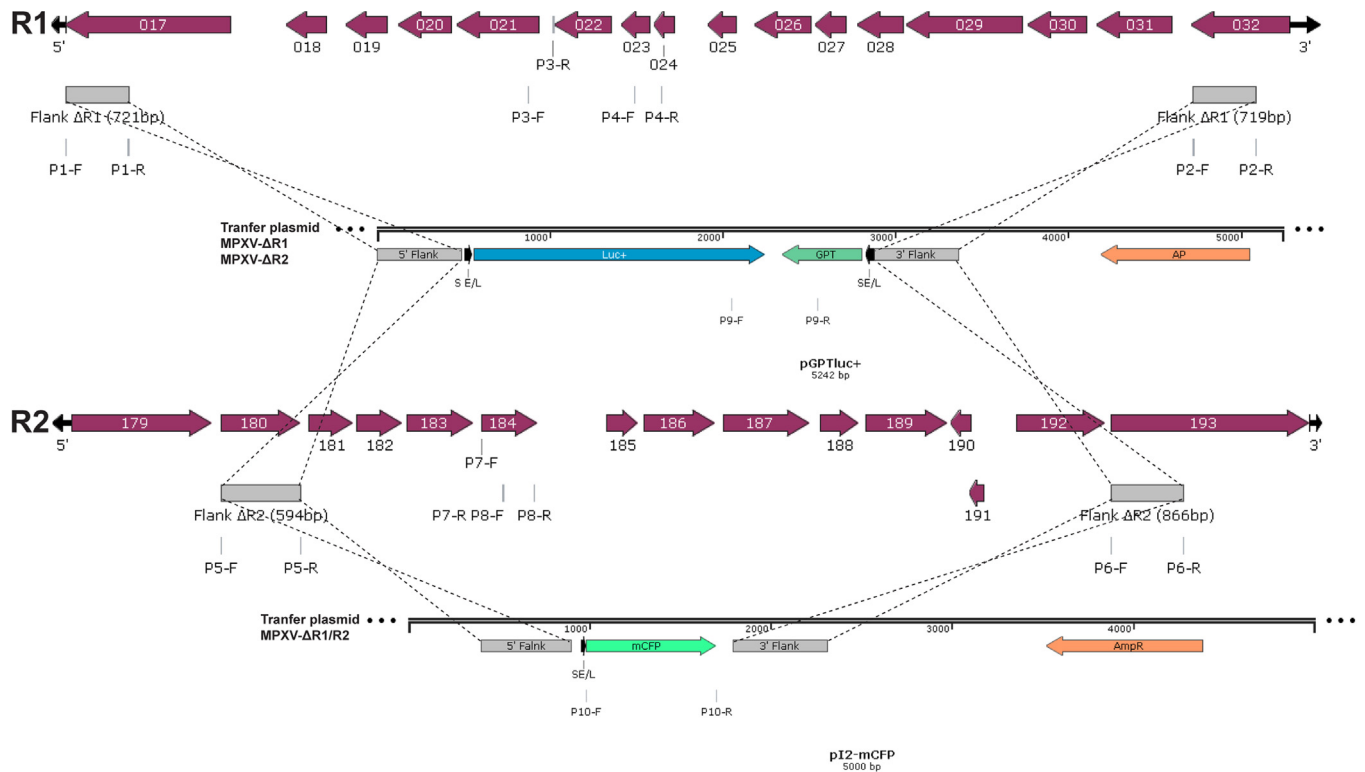 R1
017
020
021
022
026
029
030
031
032
5'
018
019
023
024
025
027
028
3'
P3-R
P3-F
P4-F
P4-R
Flank ΔR1 (721bp)
Flank ΔR1 (719bp)
P1-F
P1-R
P2-F
P2-R
Tranfer plasmid
MPXV-ΔR1
MPXV-ΔR2
1000
2000
3000
4000
5000
5' Flank
Luc+
GPT
3' Flank
AP
S E/L
SE/L
P9-F
P9-R
pGPTluc+
5242 bp
R2
179
180
183
184
186
187
189
192
193
5'
181
182
185
188
190
3'
P7-F
191
Flank ΔR2 (594bp)
P7-R
P8-F
P8-R
Flank ΔR2 (866bp)
P5-F
P5-R
P6-F
P6-R
Tranfer plasmid
MPXV-ΔR1/R2
1000
2000
3000
4000
5' Falnk
mCFP
3' Flank
AmpR
SE/L
P10-F
P10-R
pI2-mCFP
5000 bp